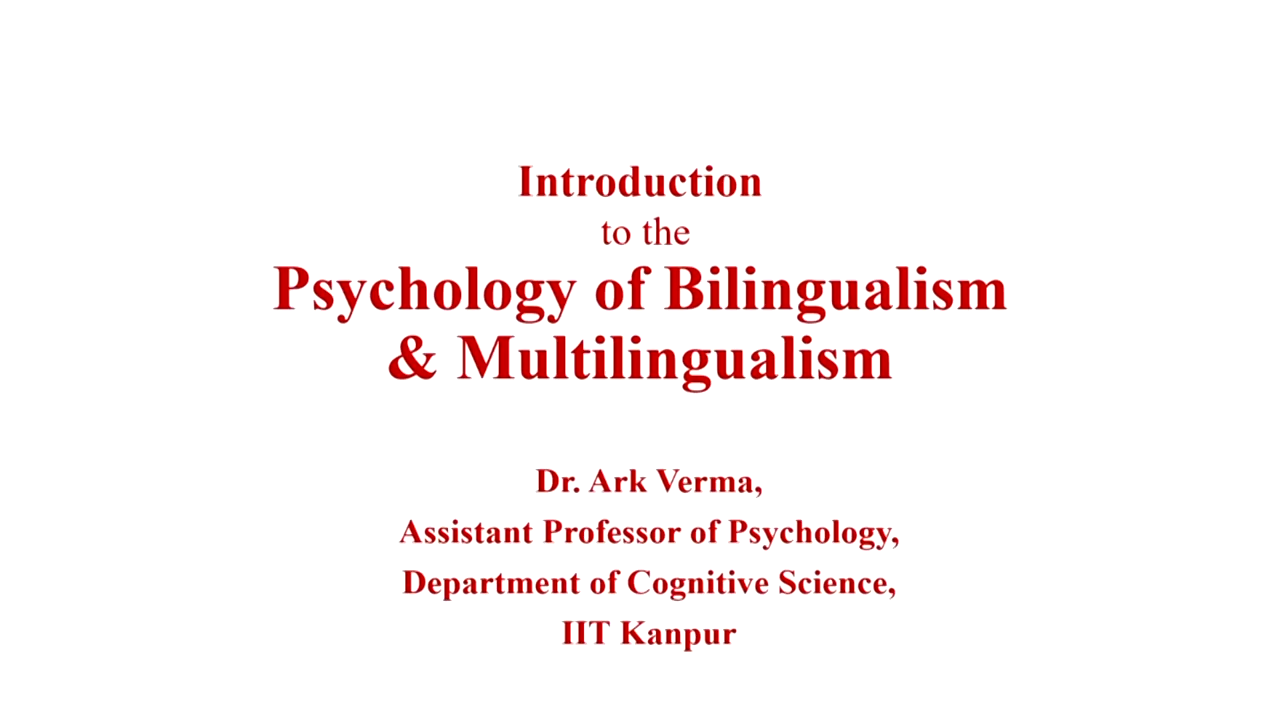 Introduction
to the
Psychology of Bilingualism
& Multilingualism
Dr. Ark Verma,
Assistant Professor of Psychology,
Department of Cognitive Science,
IIT Kanpur